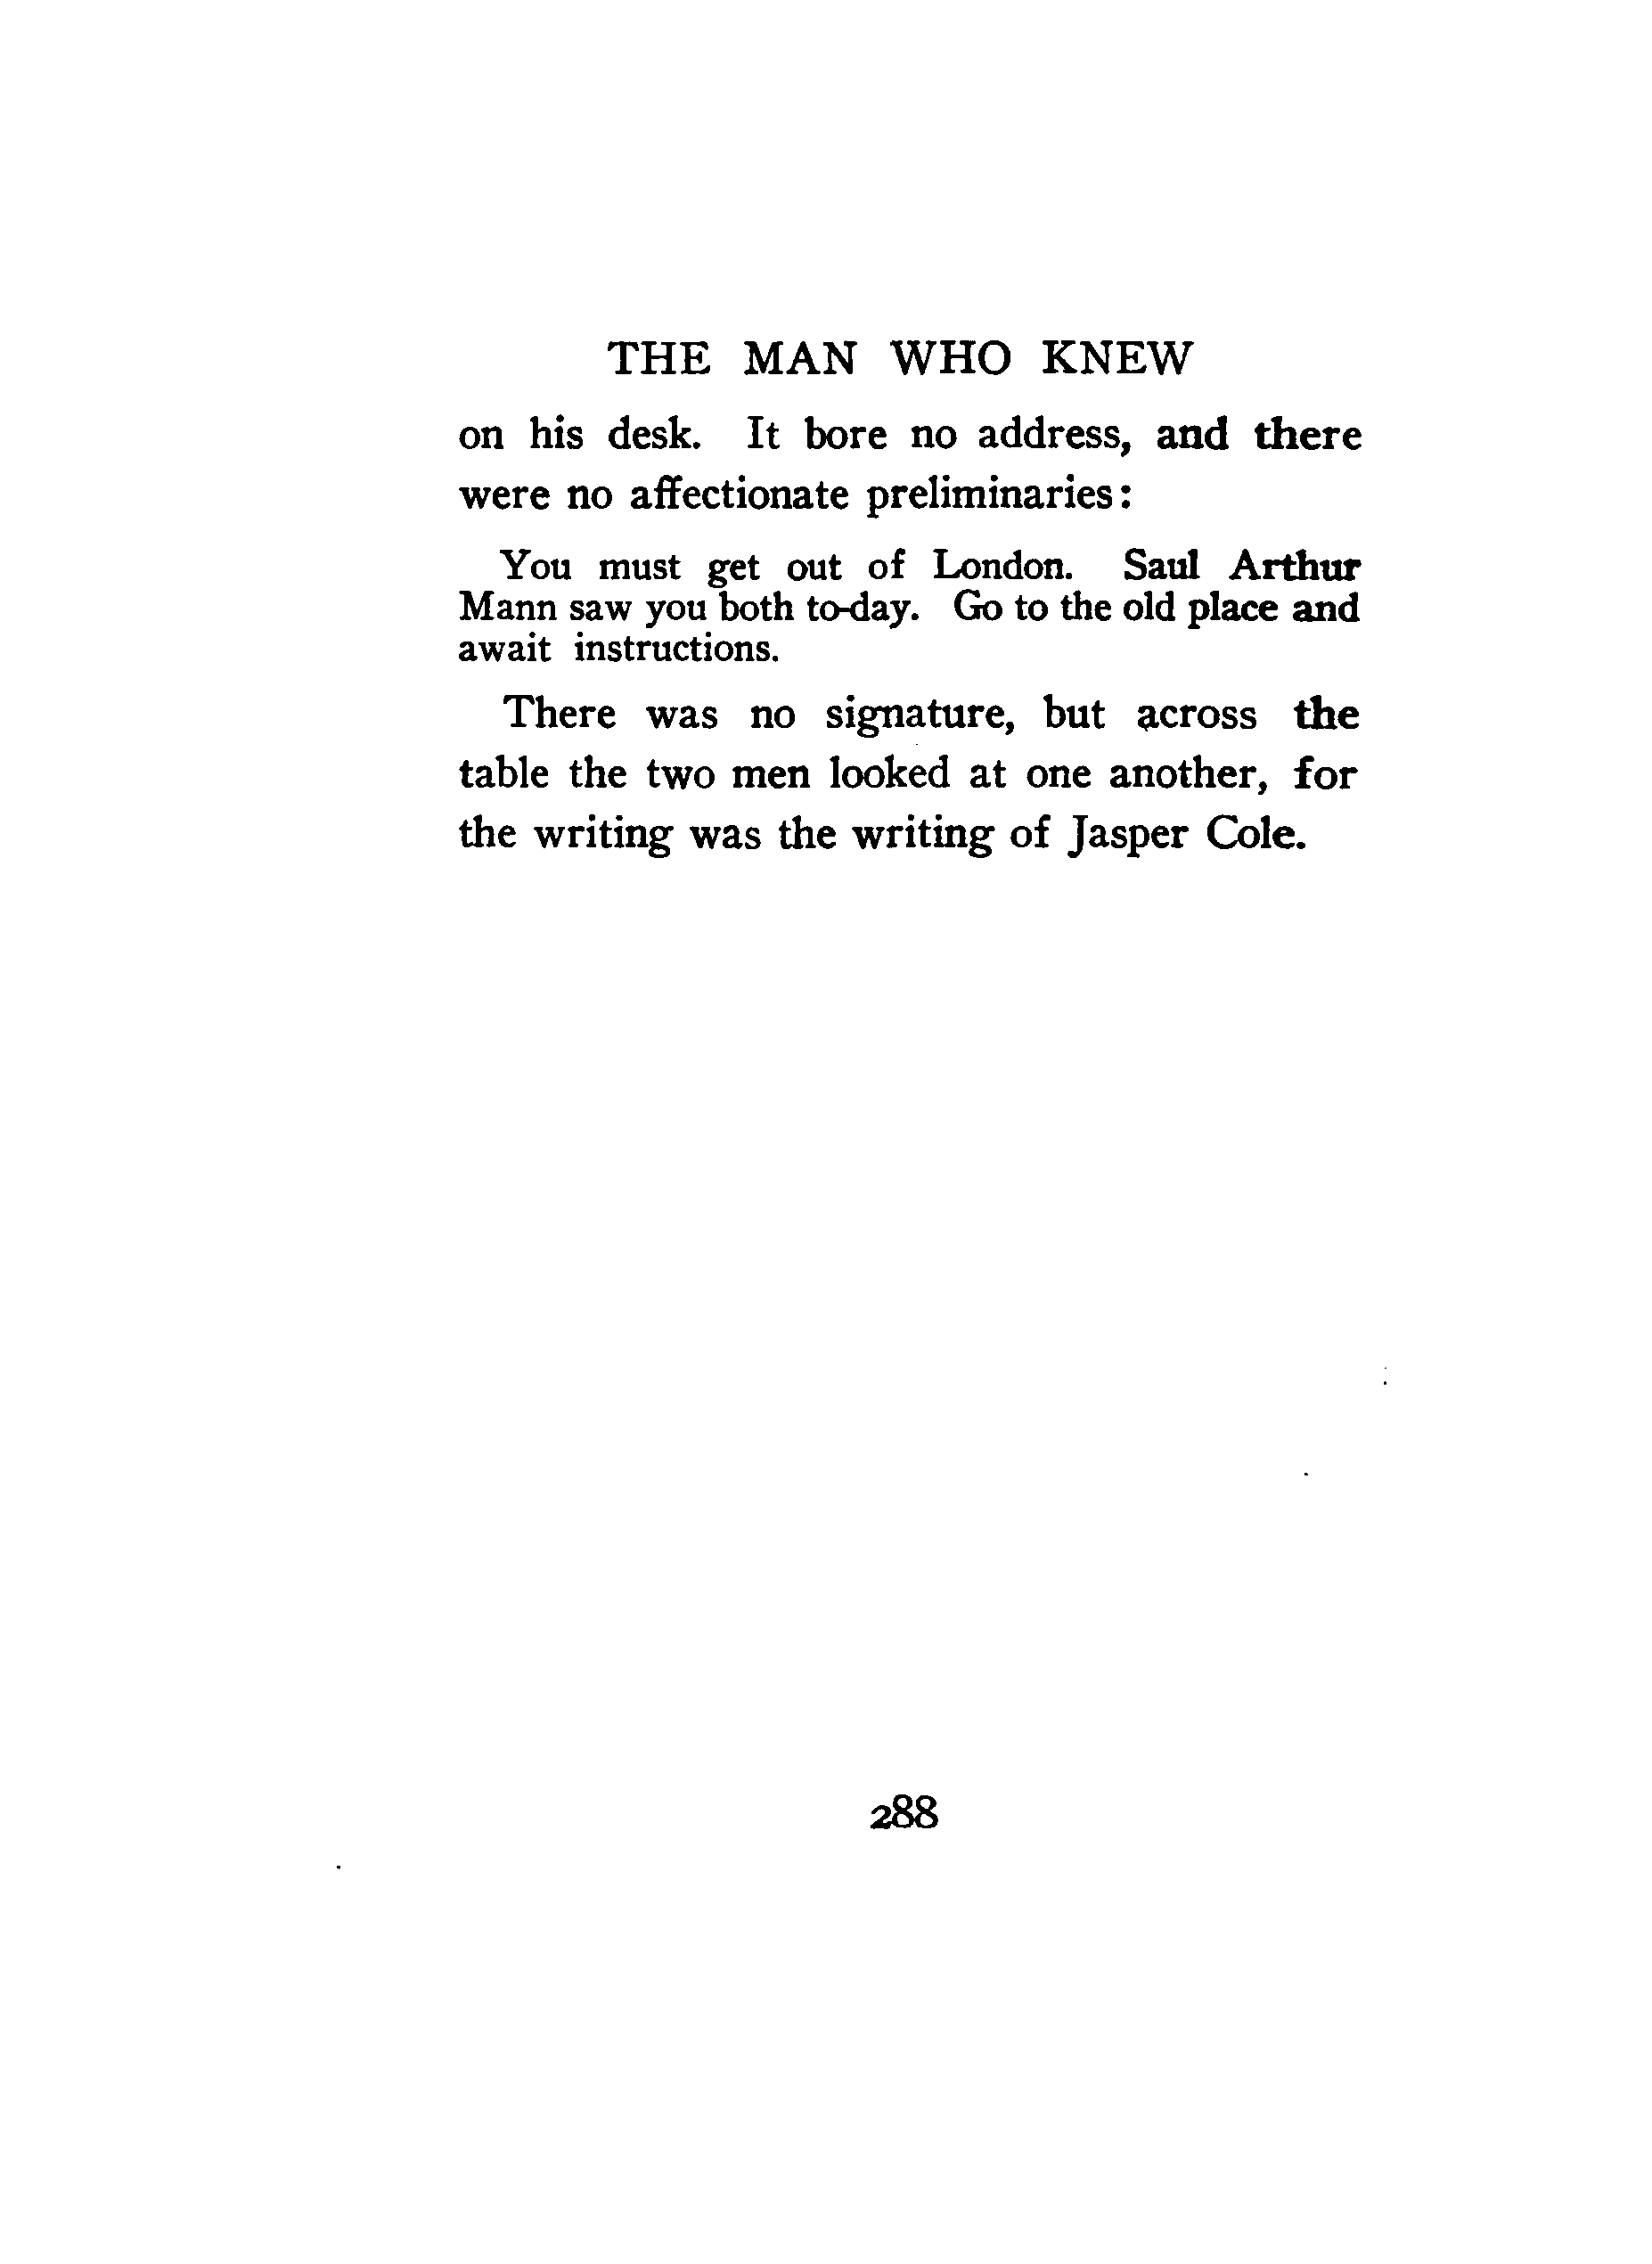 THE MAN WHO KNEW
on his desk. It bore no address, and there
were no affectionate preliminaries:
You must get out of London. Saul Arthur
Mann saw you both to-day. Go to the old place and
await instructions.
There was no signature, but across the
table the two men looked at one another, for
the writing was the writing of Jasper Cole.
288